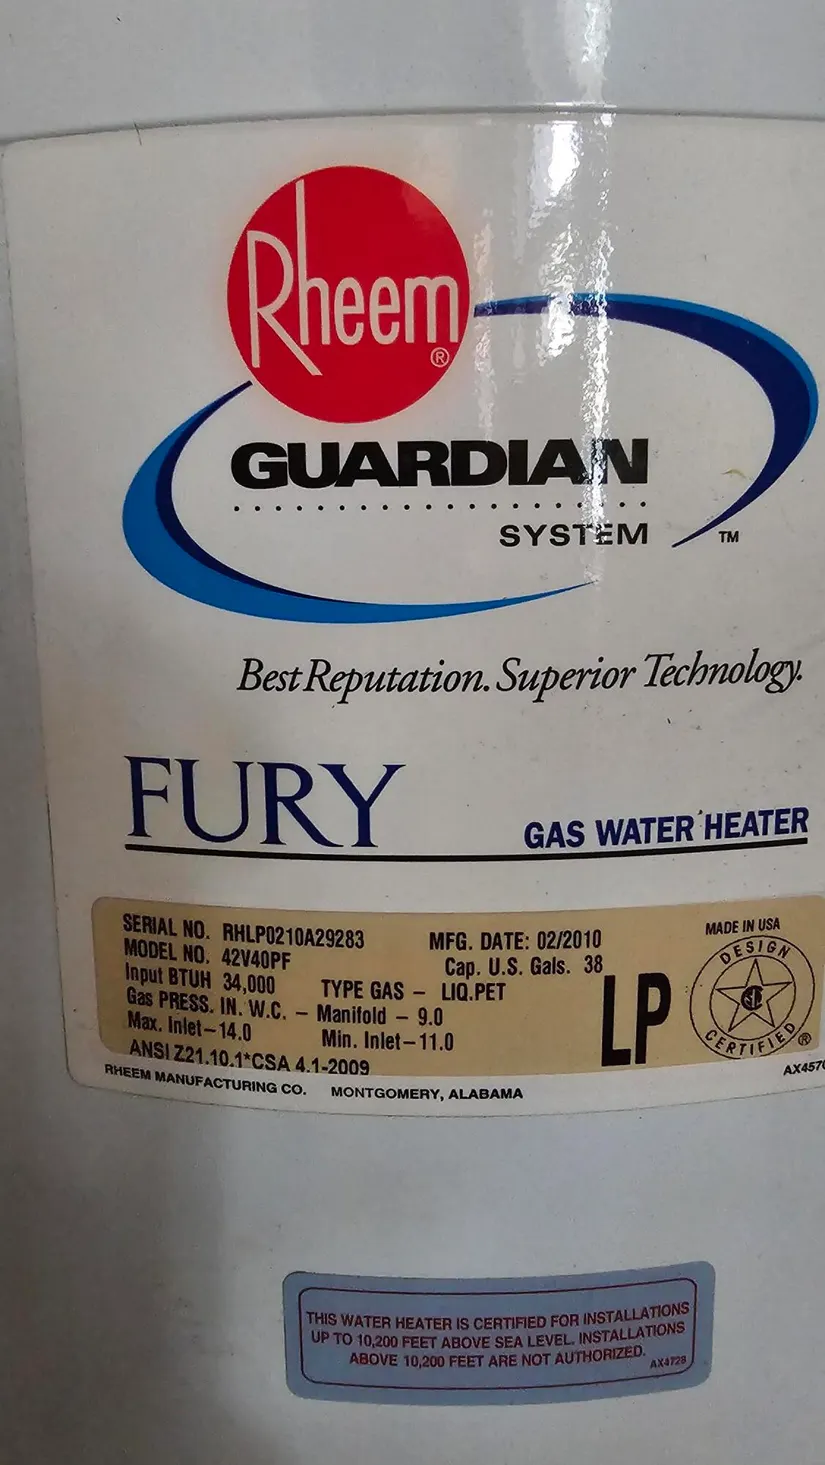 Rheem®
GUARDIAN
SYSTEM ™
Best Reputation. Superior Technology.
FURY
GAS WATER HEATER
SERIAL NO. RHLP0210A29283 MFG. DATE: 02/2010
MODEL NO. 42V40PF Cap. U.S. Gals. 38
Input BTUH 34,000 TYPE GAS – LIQ.PET
Gas PRESS. IN. W.C. – Manifold – 9.0
Max. Inlet–14.0 Min. Inlet–11.0
ANSI Z21.10.1*CSA 4.1-2009
LP
MADE IN USA
DESIGN
CERTIFIED ®
RHEEM MANUFACTURING CO. MONTGOMERY, ALABAMA
THIS WATER HEATER IS CERTIFIED FOR INSTALLATIONS
UP TO 10,200 FEET ABOVE SEA LEVEL. INSTALLATIONS
ABOVE 10,200 FEET ARE NOT AUTHORIZED.
AX4728